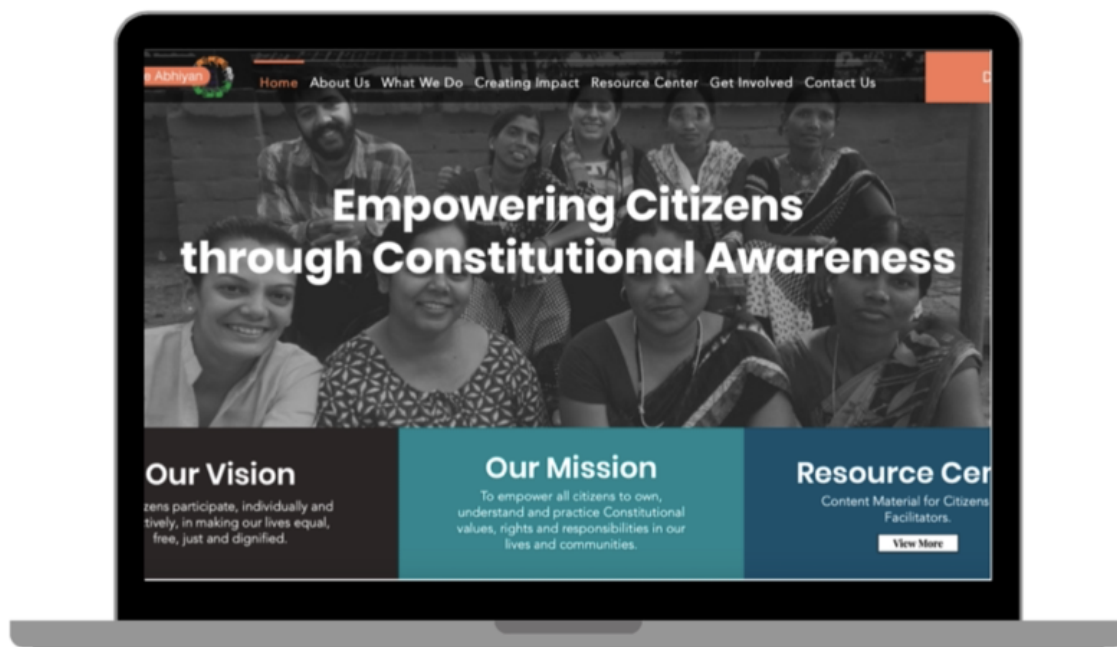 e Abhiyan
Home About Us What We Do Creating Impact Resource Center Get Involved Contact Us
D
Empowering Citizens
through Constitutional Awareness
Our Vision
zens participate, individually and
tively, in making our lives equal,
free, just and dignified.
Our Mission
To empower all citizens to own,
understand and practice Constitutional
values, rights and responsibilities in our
lives and communities.
Resource Cer
Content Material for Citizens
Facilitators.
View More